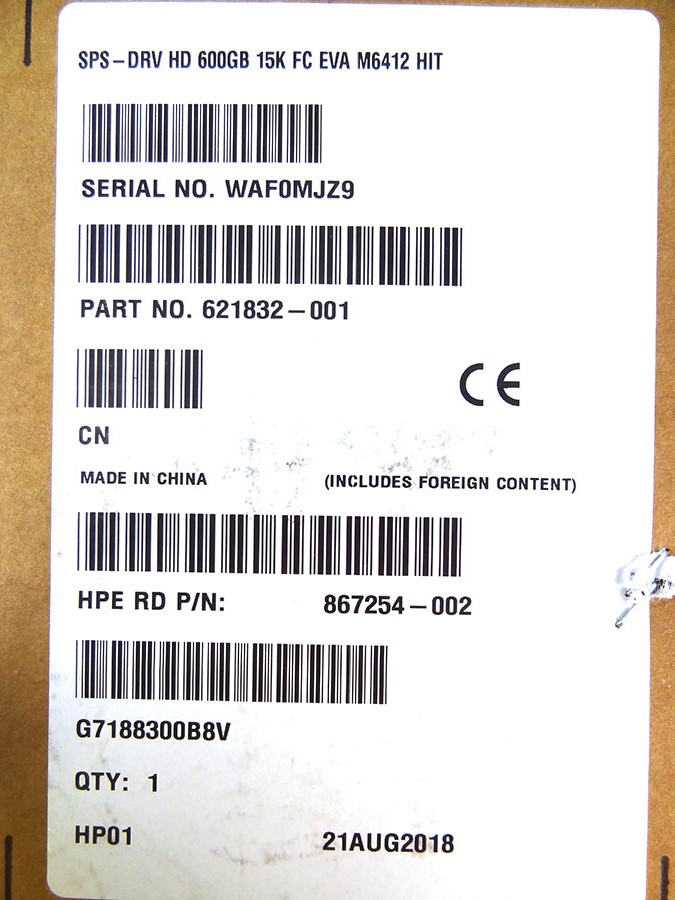 SPS-DRV HD 600GB 15K FC EVA M6412 HIT
SERIAL NO. WAF0MJZ9
PART NO. 621832-001
CE
CN
MADE IN CHINA (INCLUDES FOREIGN CONTENT)
HPE RD P/N: 867254-002
G7188300B8V
QTY: 1
HP01 21AUG2018